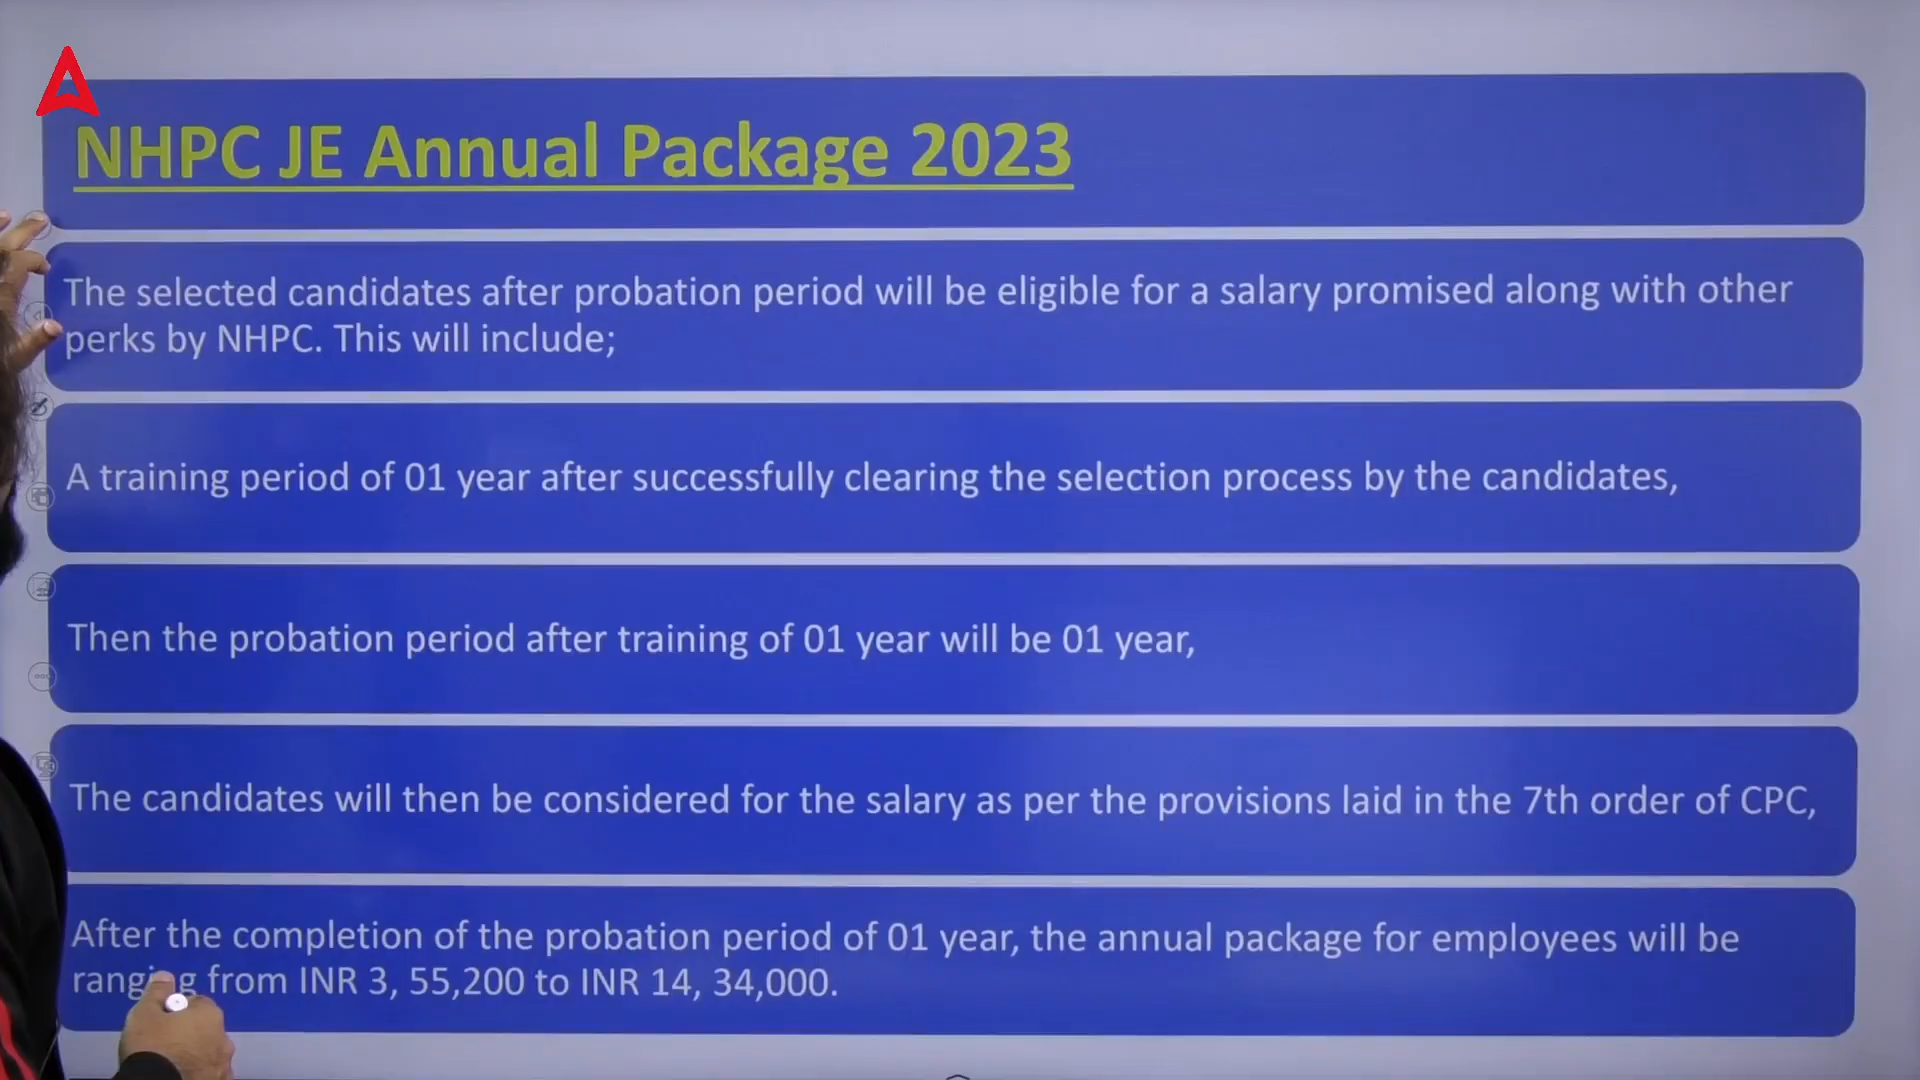 NHPC JE Annual Package 2023
The selected candidates after probation period will be eligible for a salary promised along with other
perks by NHPC. This will include;
A training period of 01 year after successfully clearing the selection process by the candidates,
Then the probation period after training of 01 year will be 01 year,
The candidates will then be considered for the salary as per the provisions laid in the 7th order of CPC,
After the completion of the probation period of 01 year, the annual package for employees will be
ranging from INR 3, 55,200 to INR 14, 34,000.